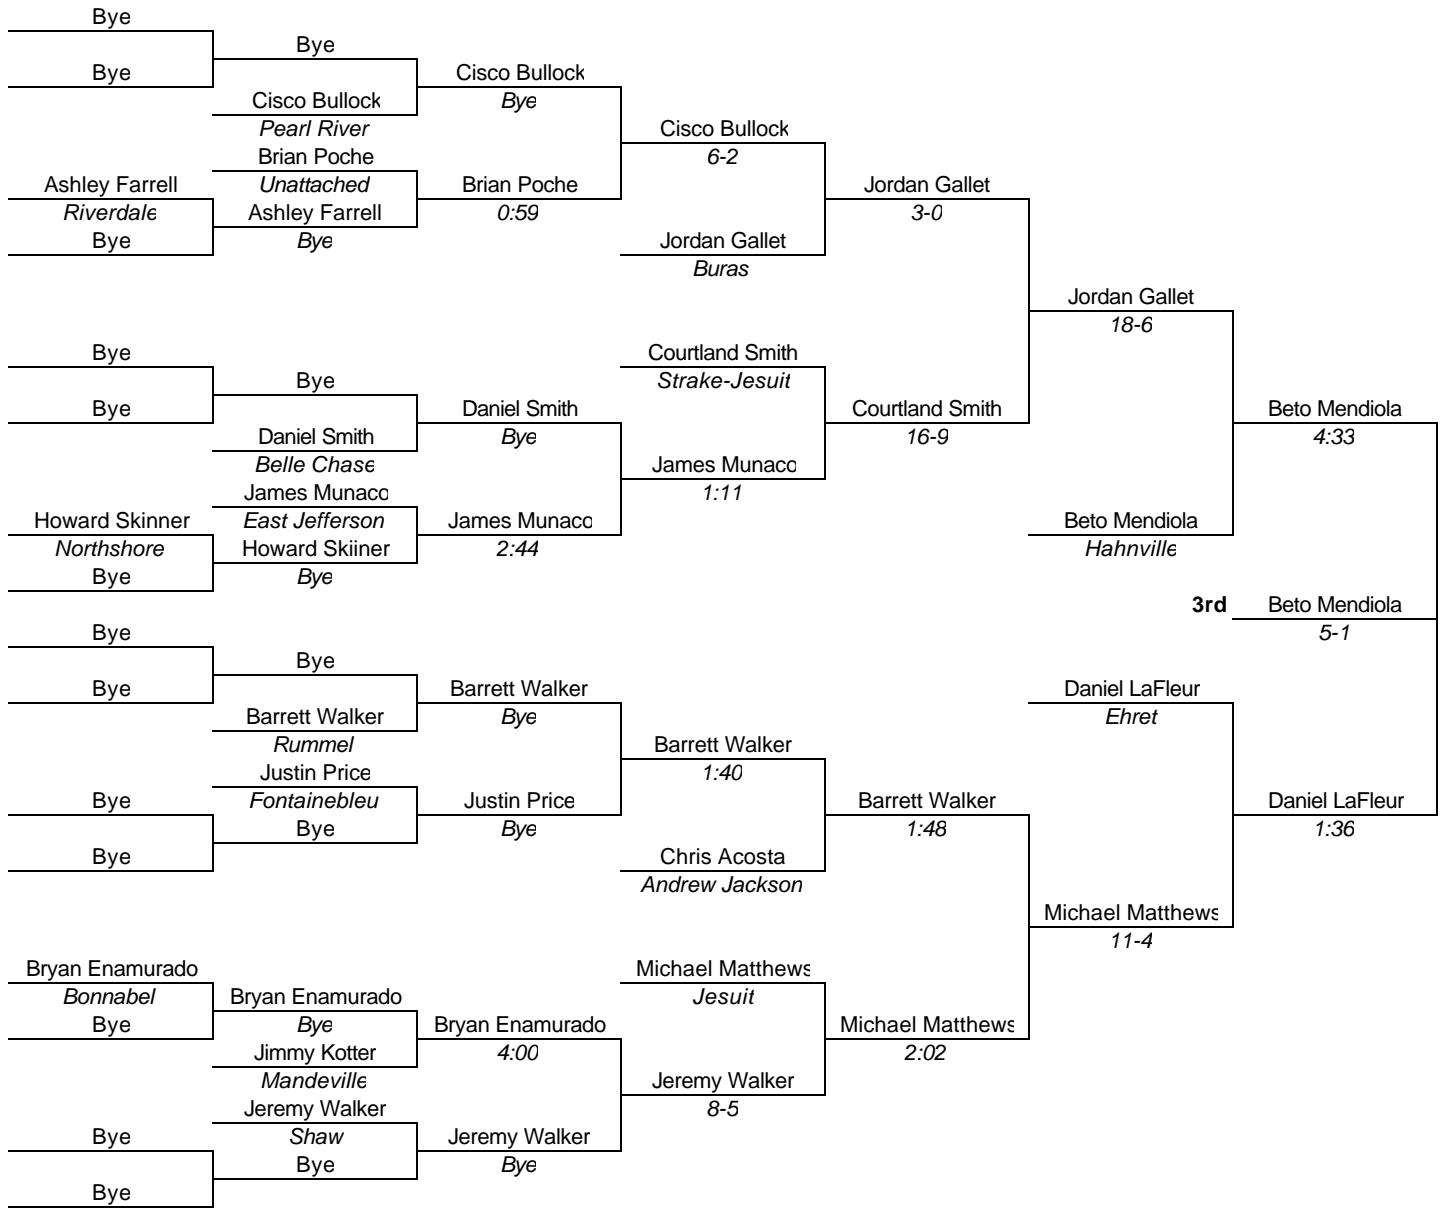 Bye
Bye
Bye
Cisco Bullock
Cisco Bullock
Bye
Pearl River
Cisco Bullock
Brian Poche
6-2
Ashley Farrell
Unattached
Brian Poche
Jordan Gallet
Riverdale
Ashley Farrell
0:59
3-0
Bye
Bye
Jordan Gallet
Buras
Jordan Gallet
18-6
Bye
Courtland Smith
Bye
Strake-Jesuit
Bye
Daniel Smith
Courtland Smith
Beto Mendiola
Daniel Smith
Bye
16-9
4:33
Belle Chase
James Munaco
James Munaco
1:11
Howard Skinner
East Jefferson
James Munaco
Beto Mendiola
Northshore
Howard Skiiner
2:44
Hahnville
Bye
Bye
3rd Beto Mendiola
5-1
Bye
Bye
Bye
Barrett Walker
Daniel LaFleur
Barrett Walker
Bye
Ehret
Rummel
Barrett Walker
Justin Price
1:40
Bye
Fontainebleu
Justin Price
Barrett Walker
Daniel LaFleur
Bye
Bye
1:48
1:36
Bye
Chris Acosta
Andrew Jackson
Michael Matthews
11-4
Bryan Enamurado
Michael Matthews
Bonnabel
Bryan Enamurado
Jesuit
Bye
Bye
Bryan Enamurado
Michael Matthews
Jimmy Kotter
4:00
2:02
Mandeville
Jeremy Walker
Jeremy Walker
8-5
Bye
Shaw
Jeremy Walker
Bye
Bye
Bye